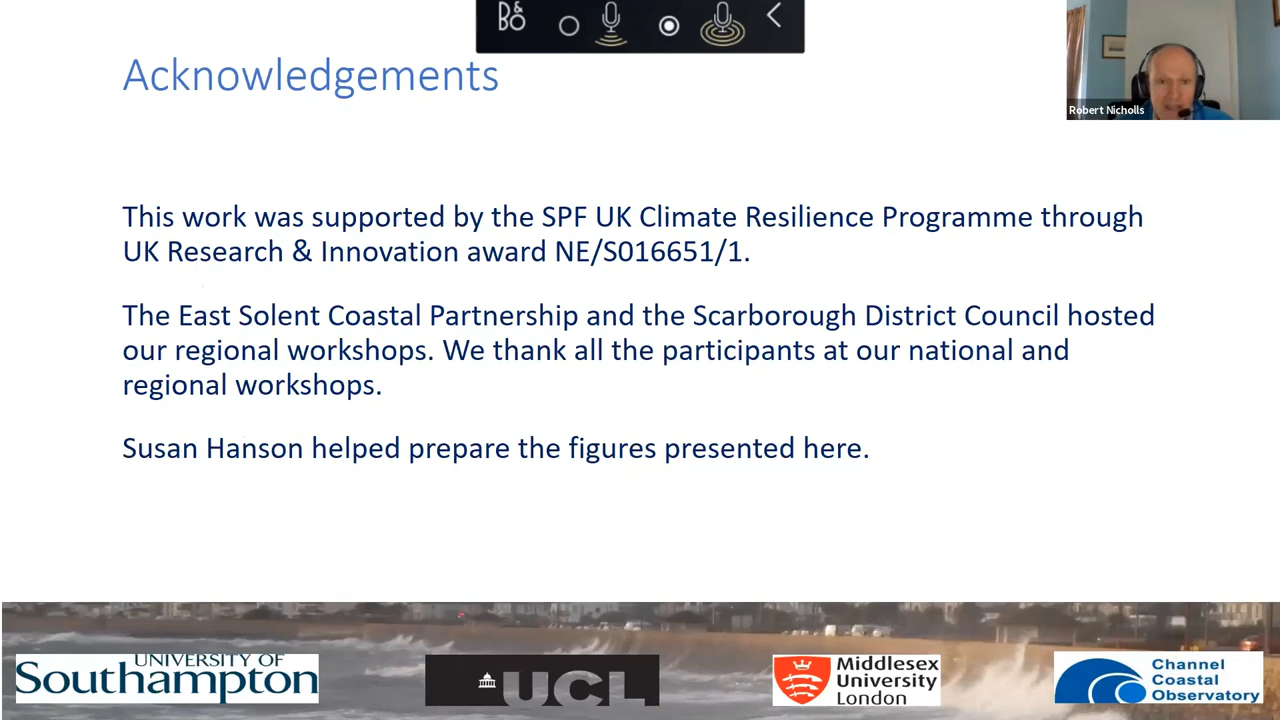 B&O
Acknowledgements
Robert Nicholls
This work was supported by the SPF UK Climate Resilience Programme through
UK Research & Innovation award NE/S016651/1.
The East Solent Coastal Partnership and the Scarborough District Council hosted
our regional workshops. We thank all the participants at our national and
regional workshops.
Susan Hanson helped prepare the figures presented here.
UNIVERSITY OF
Southampton
UCL
Middlesex
University
London
Channel
Coastal
Observatory